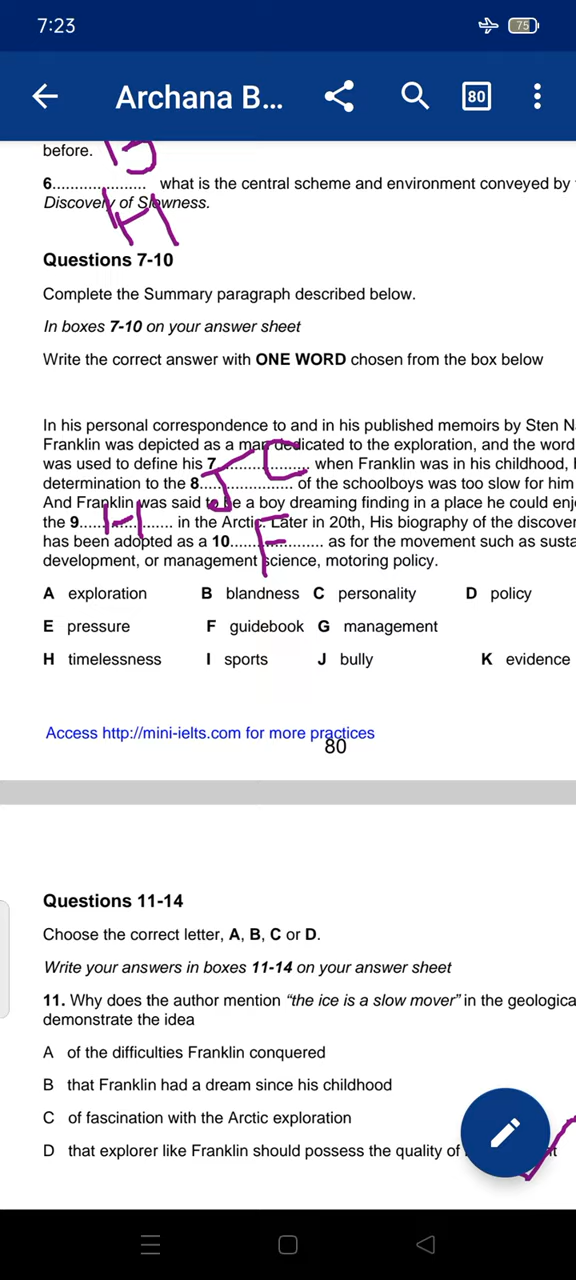 7:23
75
Archana B...
80
before.
13
6..................... what is the central scheme and environment conveyed by
Discovery of Slowness.
H
Questions 7-10
Complete the Summary paragraph described below.
In boxes 7-10 on your answer sheet
Write the correct answer with ONE WORD chosen from the box below
In his personal correspondence to and in his published memoirs by Sten N
Franklin was depicted as a man dedicated to the exploration, and the word
was used to define his 7..................... when Franklin was in his childhood,
C
determination to the 8..................... of the schoolboys was too slow for him
J
And Franklin was said to be a boy dreaming finding in a place he could enj
the 9..................... in the Arctic. Later in 20th, His biography of the discover
H
has been adopted as a 10..................... as for the movement such as susta
F
development, or management science, motoring policy.
A exploration B blandness C personality D policy
E pressure F guidebook G management
H timelessness I sports J bully K evidence
Access http://mini-ielts.com for more practices
80
Questions 11-14
Choose the correct letter, A, B, C or D.
Write your answers in boxes 11-14 on your answer sheet
11. Why does the author mention “the ice is a slow mover” in the geological
demonstrate the idea
A of the difficulties Franklin conquered
B that Franklin had a dream since his childhood
C of fascination with the Arctic exploration
D that explorer like Franklin should possess the quality of